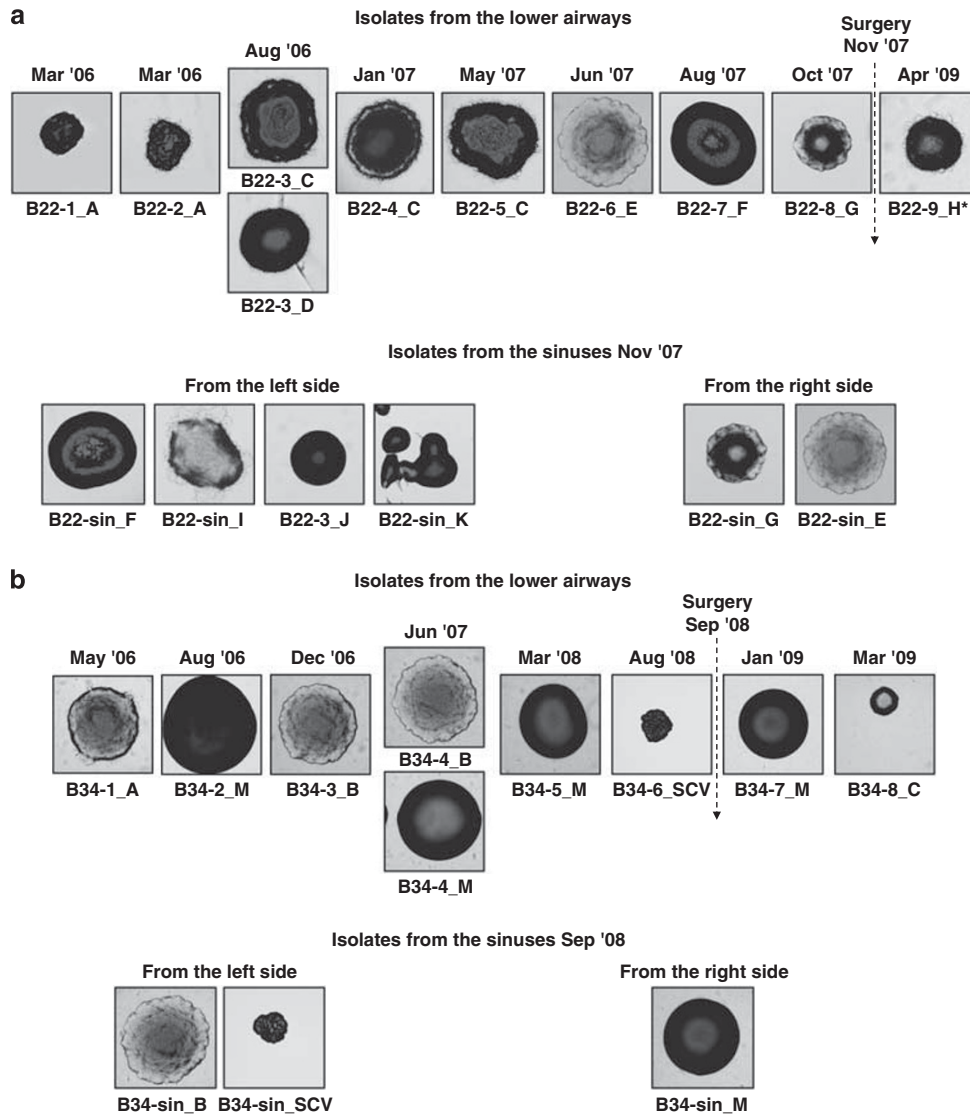 a
Isolates from the lower airways
Surgery
Nov '07
Mar '06 Mar '06 Aug '06 Jan '07 May '07 Jun '07 Aug '07 Oct '07 Apr '09
B22-1_A B22-2_A B22-3_C B22-4_C B22-5_C B22-6_E B22-7_F B22-8_G B22-9_H*
B22-3_D
Isolates from the sinuses Nov '07
From the left side From the right side
B22-sin_F B22-sin_I B22-3_J B22-sin_K B22-sin_G B22-sin_E
b
Isolates from the lower airways
Surgery
Sep '08
May '06 Aug '06 Dec '06 Jun '07 Mar '08 Aug '08 Jan '09 Mar '09
B34-4_B
B34-1_A B34-2_M B34-3_B B34-5_M B34-6_SCV B34-7_M B34-8_C
B34-4_M
Isolates from the sinuses Sep '08
From the left side From the right side
B34-sin_B B34-sin_SCV B34-sin_M